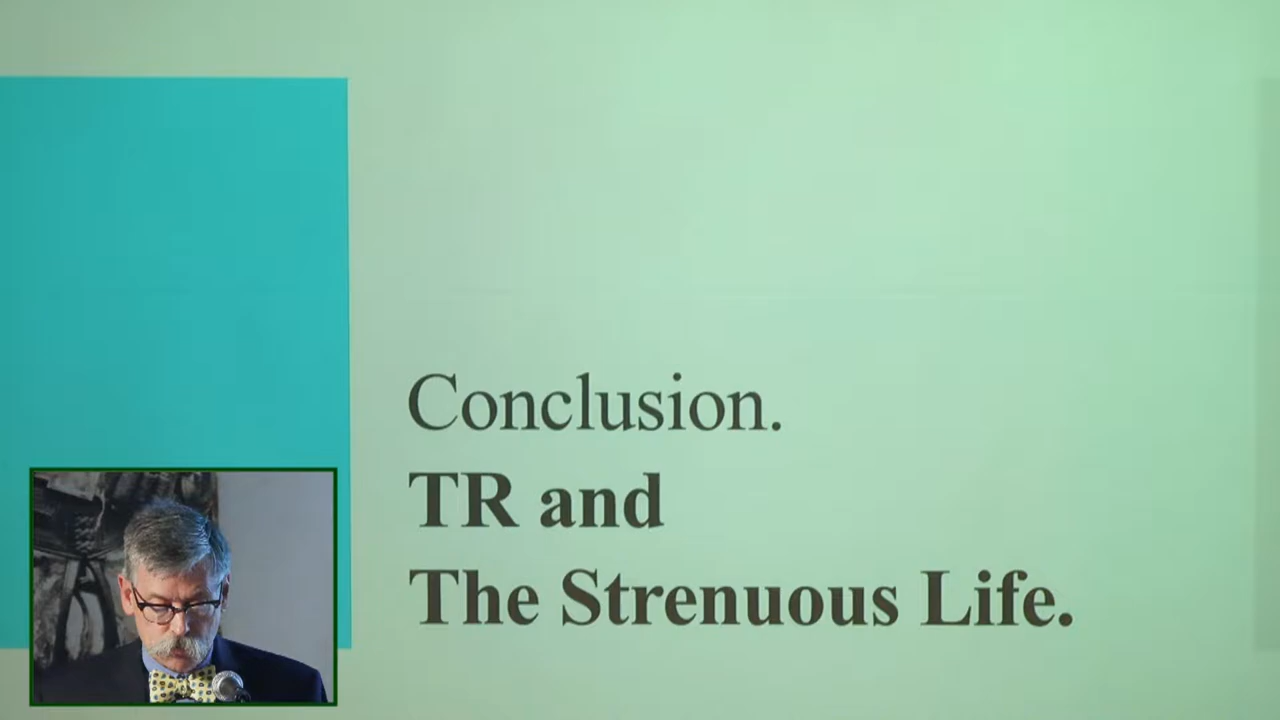 Conclusion.
TR and
The Strenuous Life.